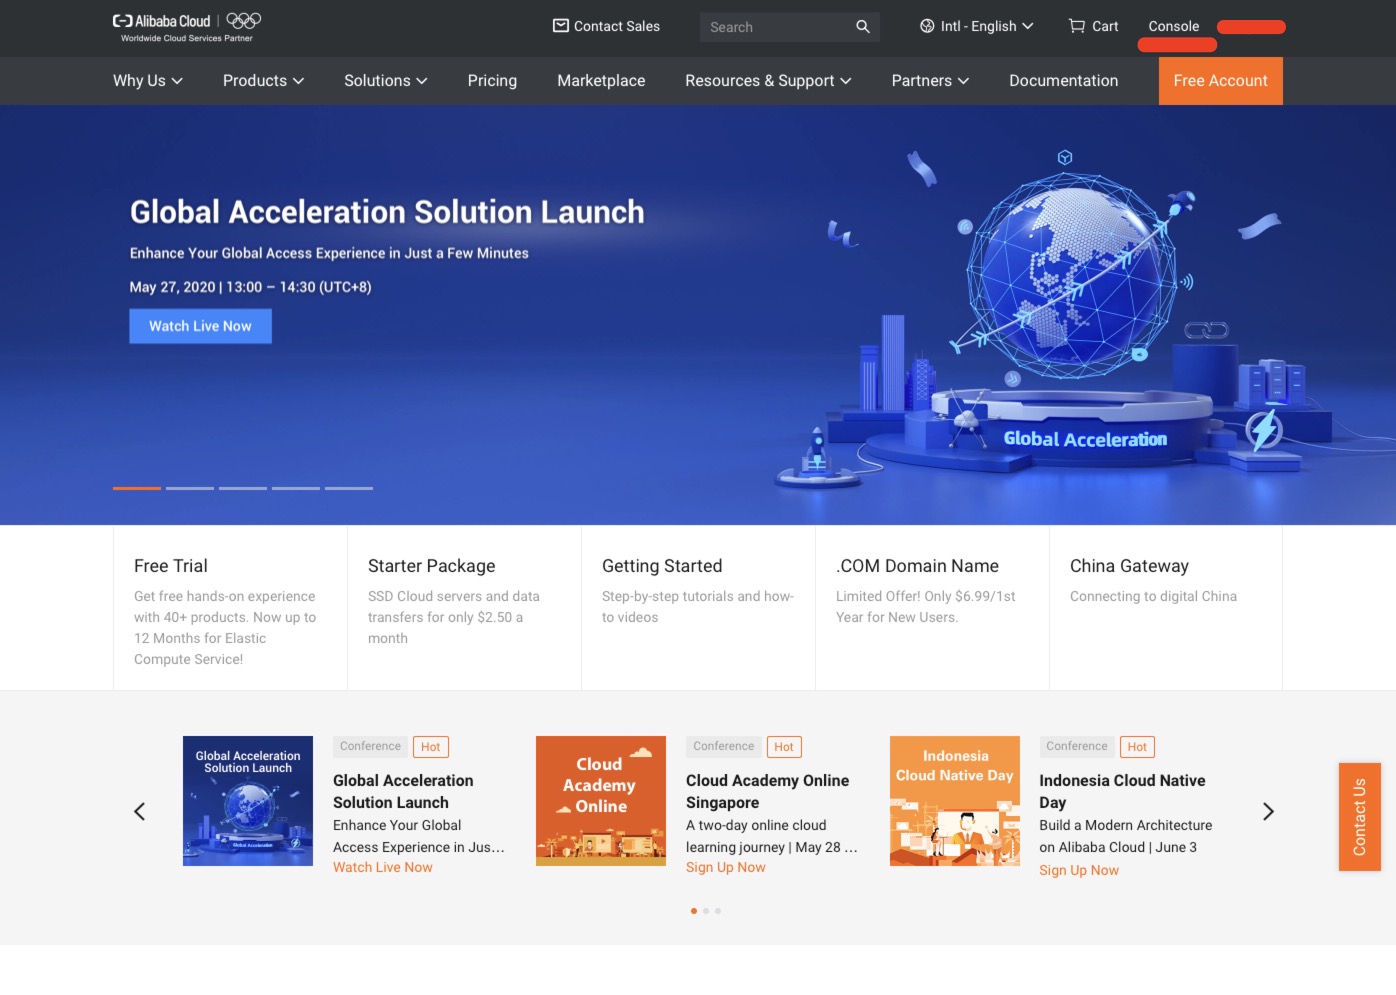 Alibaba Cloud
Worldwide Cloud Services Partner
Contact Sales
Search
Intl - English
Cart
Console
Why Us
Products
Solutions
Pricing
Marketplace
Resources & Support
Partners
Documentation
Free Account
Global Acceleration Solution Launch
Enhance Your Global Access Experience in Just a Few Minutes
May 27, 2020 | 13:00 – 14:30 (UTC+8)
Watch Live Now
Global Acceleration
Free Trial
Get free hands-on experience
with 40+ products. Now up to
12 Months for Elastic
Compute Service!
Starter Package
SSD Cloud servers and data
transfers for only $2.50 a
month
Getting Started
Step-by-step tutorials and how-
to videos
.COM Domain Name
Limited Offer! Only $6.99/1st
Year for New Users.
China Gateway
Connecting to digital China
Global Acceleration
Solution Launch
Global Acceleration
Conference
Hot
Global Acceleration
Solution Launch
Enhance Your Global
Access Experience in Jus...
Watch Live Now
Cloud
Academy
Online
Conference
Hot
Cloud Academy Online
Singapore
A two-day online cloud
learning journey | May 28 ...
Sign Up Now
Indonesia
Cloud Native Day
Conference
Hot
Indonesia Cloud Native
Day
Build a Modern Architecture
on Alibaba Cloud | June 3
Sign Up Now
Contact Us